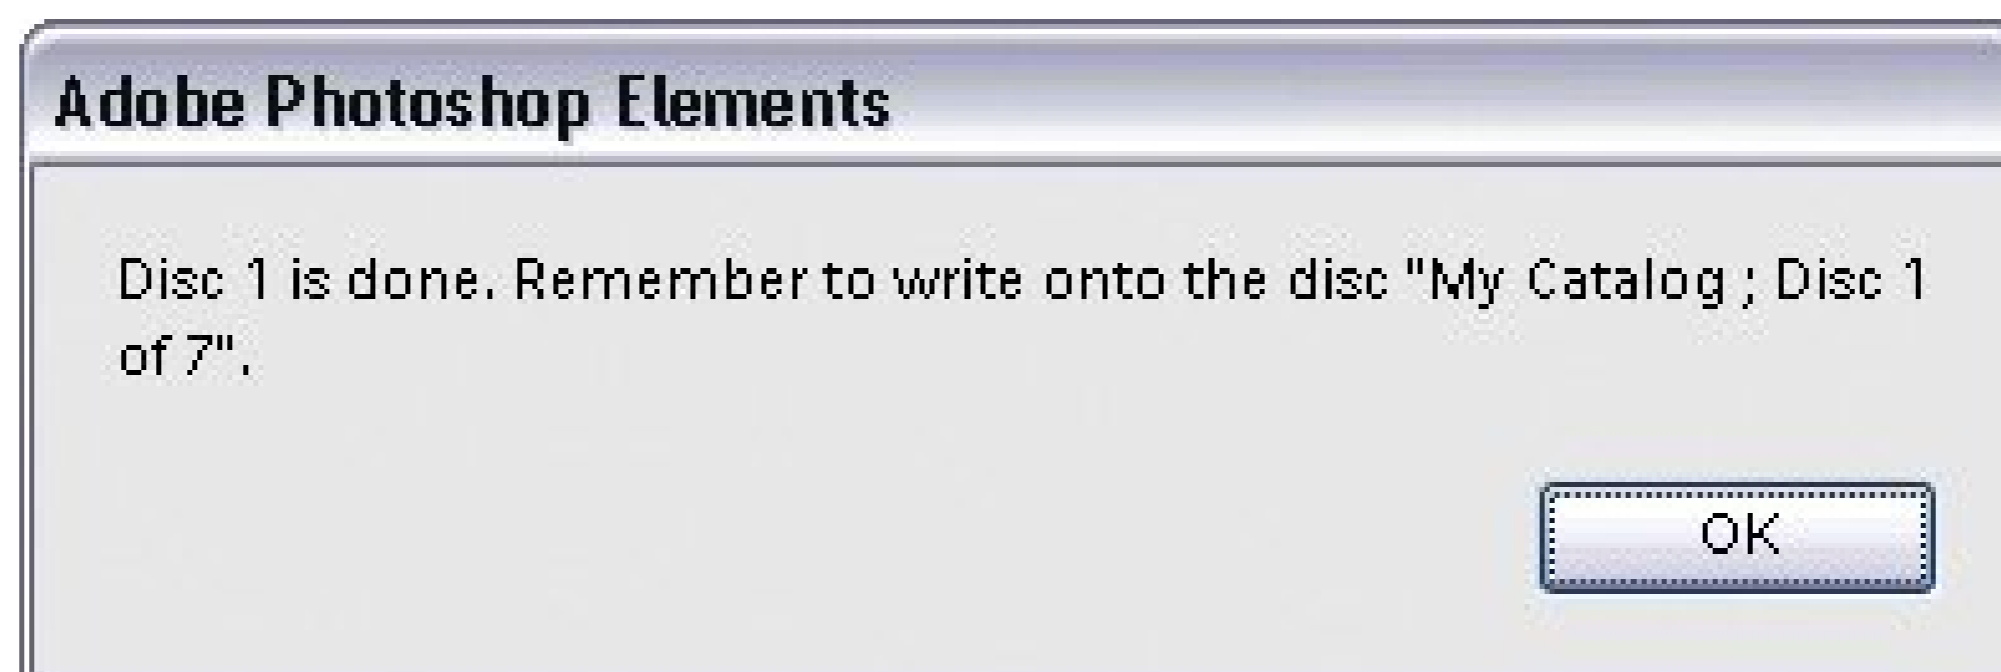 Adobe Photoshop Elements
Disc 1 is done. Remember to write onto the disc "My Catalog ; Disc 1
of 7".
OK